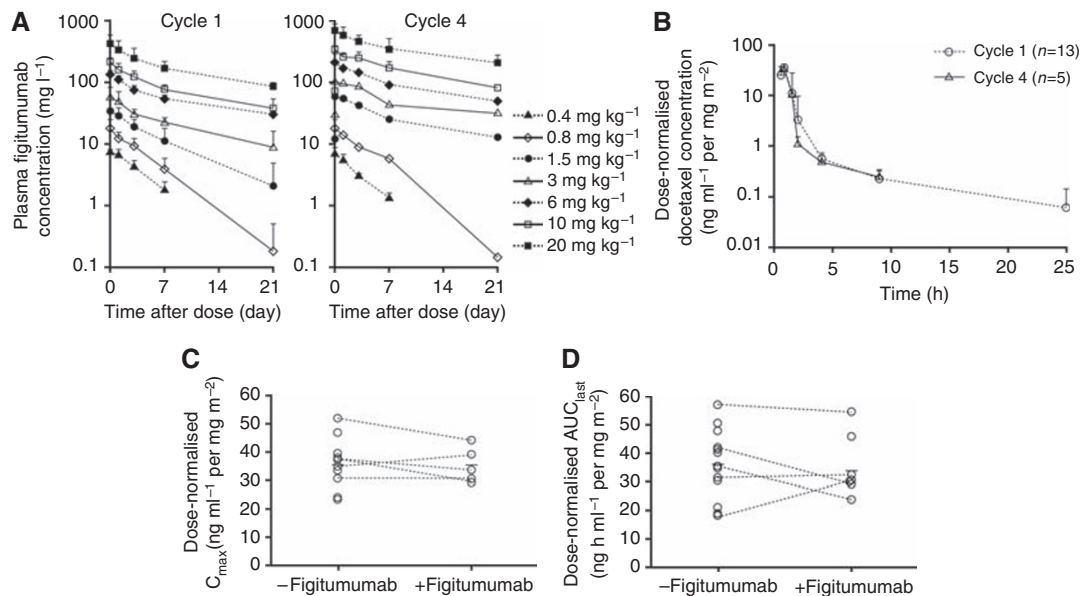 A
Cycle 1
Cycle 4
Plasma figitumumab
concentration (mg l⁻¹)
1000
100
10
1
0.1
0 7 14 21
Time after dose (day)
1000
100
10
1
0.1
0 7 14 21
Time after dose (day)
0.4 mg kg⁻¹
0.8 mg kg⁻¹
1.5 mg kg⁻¹
3 mg kg⁻¹
6 mg kg⁻¹
10 mg kg⁻¹
20 mg kg⁻¹
B
Dose-normalised
docetaxel concentration
(ng ml⁻¹ per mg m⁻²)
100
10
1
0.1
0.01
0 5 10 15 20 25
Time (h)
Cycle 1 (n=13)
Cycle 4 (n=5)
C
Dose-normalised
Cmax(ng ml⁻¹ per mg m⁻²)
60
50
40
30
20
10
0
–Figitumumab +Figitumumab
D
Dose-normalised AUClast
(ng h ml⁻¹ per mg m⁻²)
60
50
40
30
20
10
0
–Figitumumab +Figitumumab